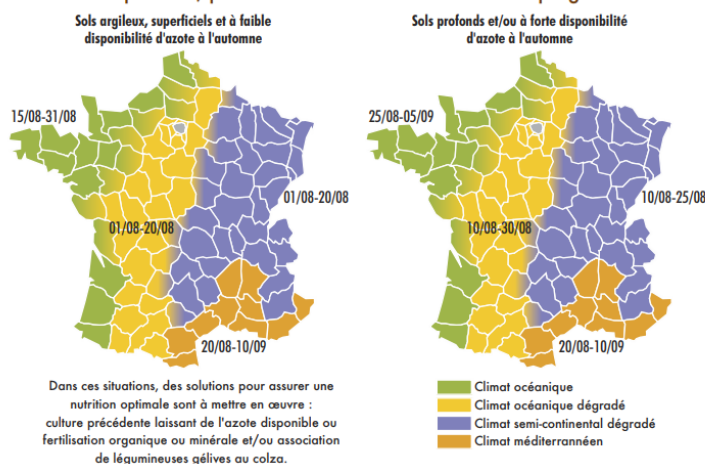 Sols argileux, superficiels et à faible
disponibilité d'azote à l'automne
15/08-31/08
01/08-20/08
01/08-20/08
20/08-10/09
Dans ces situations, des solutions pour assurer une
nutrition optimale sont à mettre en œuvre :
culture précédente laissant de l'azote disponible ou
fertilisation organique ou minérale et/ou association
de légumineuses gélives au colza.
Sols profonds et/ou à forte disponibilité
d'azote à l'automne
25/08-05/09
10/08-25/08
10/08-30/08
20/08-10/09
Climat océanique
Climat océanique dégradé
Climat semi-continental dégradé
Climat méditerrannéen